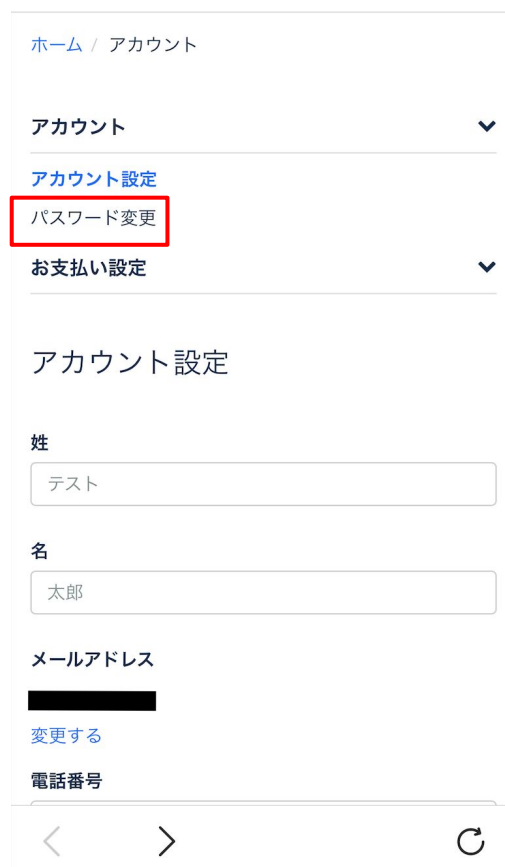 ホーム / アカウント
アカウント
アカウント設定
パスワード変更
お支払い設定
アカウント設定
姓
テスト
名
太郎
メールアドレス
変更する
電話番号